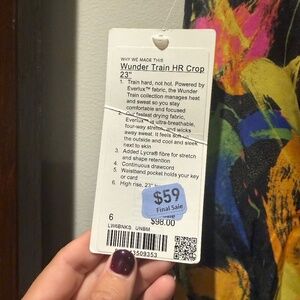 WHY WE MADE THIS
Wunder Train HR Crop
23"
1. Train hard, not hot. Powered by
Everlux™ fabric, the Wunder
Train collection manages heat
and sweat so you stay
comfortable and focused
2. Our fastest drying fabric,
Everlux™ is ultra-breathable,
four-way stretch, and wicks
away sweat. It feels soft
the outside and cool and sleek
next to skin
3. Added Lycra® fibre for stretch
and shape retention
4. Continuous drawcord
5. Waistband pocket holds your key
or card
6. High rise, 23"
$59
Final Sale
6
$98.00
LW6BNKS UNBM
5509353